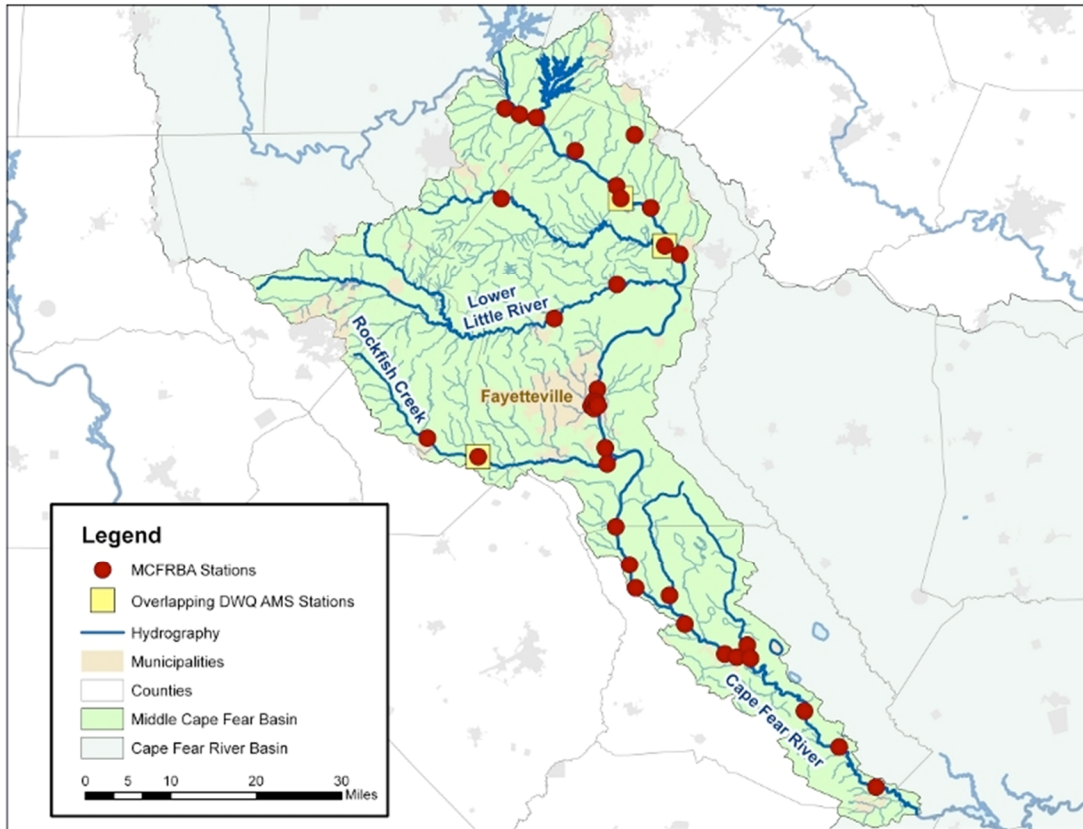 Lower
Little River
Rockfish Creek
Fayetteville
Cape Fear River
Legend
MCFRBA Stations
Overlapping DWQ AMS Stations
Hydrography
Municipalities
Counties
Middle Cape Fear Basin
Cape Fear River Basin
0 5 10 20 30
Miles